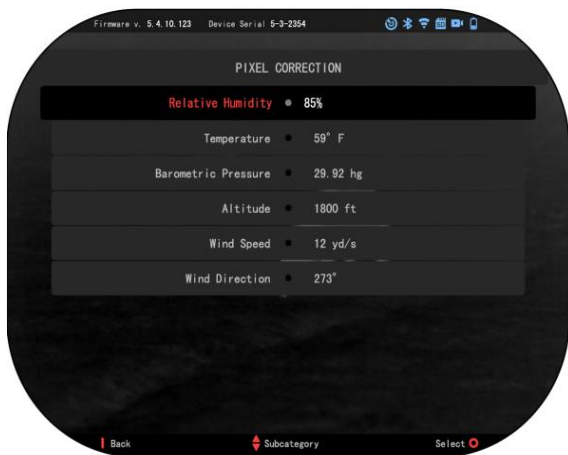 Firmware v. 5.4.10.123 Device Serial 5-3-2354
PIXEL CORRECTION
Relative Humidity 85%
Temperature 59° F
Barometric Pressure 29.92 hg
Altitude 1800 ft
Wind Speed 12 yd/s
Wind Direction 273°
Back Subcategory Select